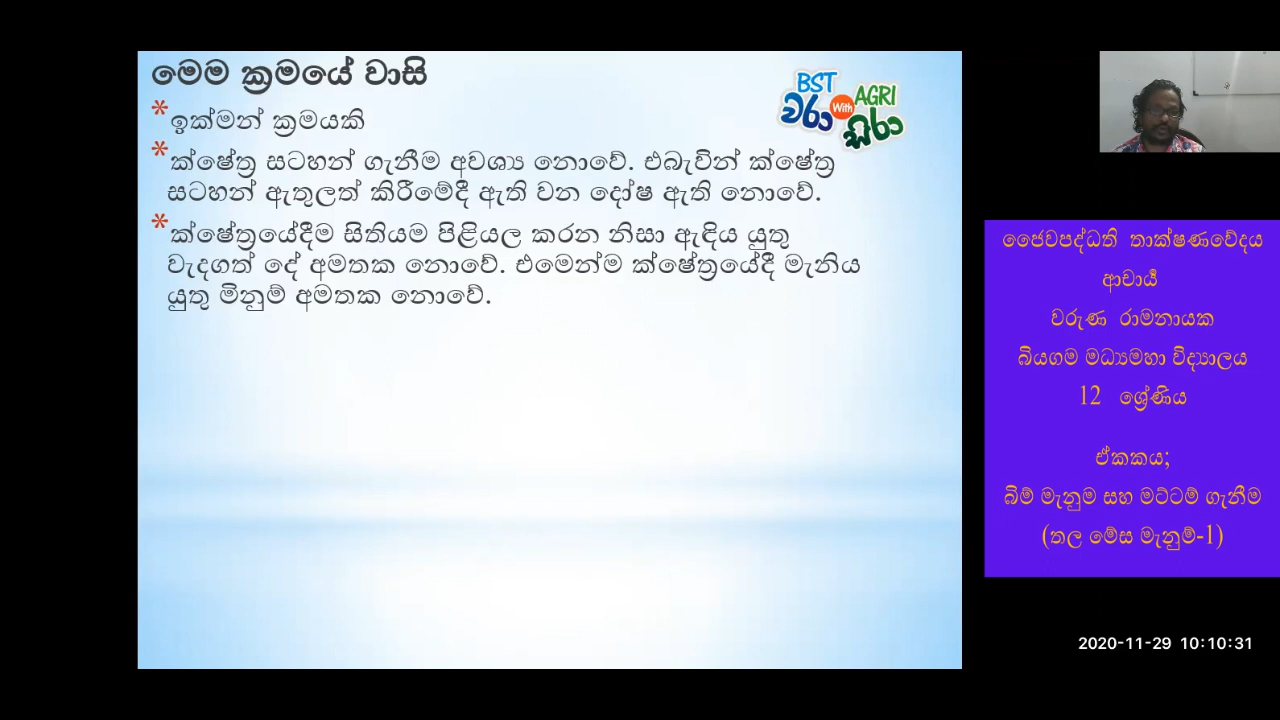 මෙම ක්‍රමයේ වාසි
*ඉක්මන් ක්‍රමයකි
*ක්ෂේත්‍ර සටහන් ගැනීම අවශ්‍ය නොවේ. එබැවින් ක්ෂේත්‍ර
සටහන් ඇතුලත් කිරීමේදී ඇති වන දෝෂ ඇති නොවේ.
*ක්ෂේත්‍රයේදීම සිතියම පිළියල කරන නිසා ඇඳිය යුතු
වැදගත් දේ අමතක නොවේ. එමෙන්ම ක්ෂේත්‍රයේදී මැනිය
යුතු මිනුම් අමතක නොවේ.
BST
වරා With AGRI
සිරා
ජෛවපද්ධති තාක්ෂණවේදය
ආචාර්‍ය
වරුණ රාමනායක
බියගම මධ්‍යමහා විද්‍යාලය
12 ශ්‍රේණිය
ඒකකය;
බිම් මැනුම සහ මට්ටම් ගැනීම
(තල මේස මැනුම්-1)
2020-11-29 10:10:31